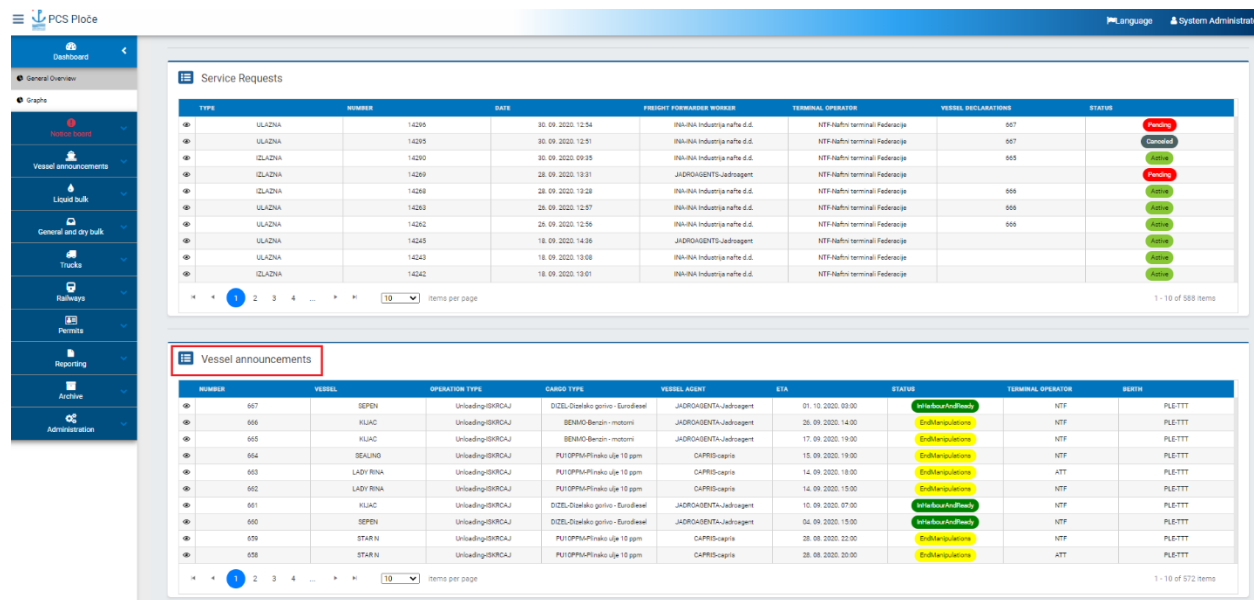 PCS Ploče
Language System Administrat
Dashboard
General Overview
Graphs
Notice board
Vessel announcements
Liquid bulk
General and dry bulk
Trucks
Railways
Permits
Reporting
Archive
Administration
Service Requests
TYPE NUMBER DATE FREIGHT FORWARDER WORKER TERMINAL OPERATOR VESSEL DECLARATIONS STATUS
ULAZNA 14296 30. 09. 2020. 12:54 INA-INA Industrija nafte d.d. NTF-Naftni terminali Federacije 667 Pending
ULAZNA 14295 30. 09. 2020. 12:51 INA-INA Industrija nafte d.d. NTF-Naftni terminali Federacije 667 Canceled
IZLAZNA 14290 30. 09. 2020. 09:35 INA-INA Industrija nafte d.d. NTF-Naftni terminali Federacije 665 Active
IZLAZNA 14269 28. 09. 2020. 13:31 JADROAGENTS-Jadroagent NTF-Naftni terminali Federacije Pending
ULAZNA 14268 28. 09. 2020. 13:28 INA-INA Industrija nafte d.d. NTF-Naftni terminali Federacije 666 Active
ULAZNA 14263 26. 09. 2020. 12:57 INA-INA Industrija nafte d.d. NTF-Naftni terminali Federacije 666 Active
ULAZNA 14262 26. 09. 2020. 12:56 INA-INA Industrija nafte d.d. NTF-Naftni terminali Federacije 666 Active
ULAZNA 14245 18. 09. 2020. 14:36 JADROAGENTS-Jadroagent NTF-Naftni terminali Federacije Active
ULAZNA 14243 18. 09. 2020. 13:08 INA-INA Industrija nafte d.d. NTF-Naftni terminali Federacije Active
IZLAZNA 14242 18. 09. 2020. 13:01 INA-INA Industrija nafte d.d. NTF-Naftni terminali Federacije Active
1 2 3 4 ... 10 items per page 1 - 10 of 588 items
Vessel announcements
NUMBER VESSEL OPERATION TYPE CARGO TYPE VESSEL AGENT ETA STATUS TERMINAL OPERATOR BERTH
667 SEPEN Unloading-ISKRCAJ DIZEL-Dizelsko gorivo - Eurodiesel JADROAGENTA-Jadroagent 01. 10. 2020. 03:00 InHarbourAndReady NTF PLE-TTT
666 KIJAC Unloading-ISKRCAJ BENMO-Benzin - motorni JADROAGENTA-Jadroagent 26. 09. 2020. 14:00 EndManipulations NTF PLE-TTT
665 KIJAC Unloading-ISKRCAJ BENMO-Benzin - motorni JADROAGENTA-Jadroagent 17. 09. 2020. 19:00 EndManipulations NTF PLE-TTT
664 SEALING Unloading-ISKRCAJ PU10PPM-Plinsko ulje 10 ppm CAPRIS-capris 15. 09. 2020. 19:00 EndManipulations NTF PLE-TTT
663 LADY RINA Unloading-ISKRCAJ PU10PPM-Plinsko ulje 10 ppm CAPRIS-capris 14. 09. 2020. 18:00 EndManipulations ATT PLE-TTT
662 LADY RINA Unloading-ISKRCAJ PU10PPM-Plinsko ulje 10 ppm CAPRIS-capris 14. 09. 2020. 15:00 EndManipulations NTF PLE-TTT
661 KIJAC Unloading-ISKRCAJ DIZEL-Dizelsko gorivo - Eurodiesel JADROAGENTA-Jadroagent 10. 09. 2020. 07:00 InHarbourAndReady NTF PLE-TTT
660 SEPEN Unloading-ISKRCAJ DIZEL-Dizelsko gorivo - Eurodiesel JADROAGENTA-Jadroagent 04. 09. 2020. 15:00 InHarbourAndReady NTF PLE-TTT
659 STAR N Unloading-ISKRCAJ PU10PPM-Plinsko ulje 10 ppm CAPRIS-capris 28. 08. 2020. 22:00 EndManipulations NTF PLE-TTT
658 STAR N Unloading-ISKRCAJ PU10PPM-Plinsko ulje 10 ppm CAPRIS-capris 28. 08. 2020. 20:00 EndManipulations ATT PLE-TTT
1 2 3 4 ... 10 items per page 1 - 10 of 572 items